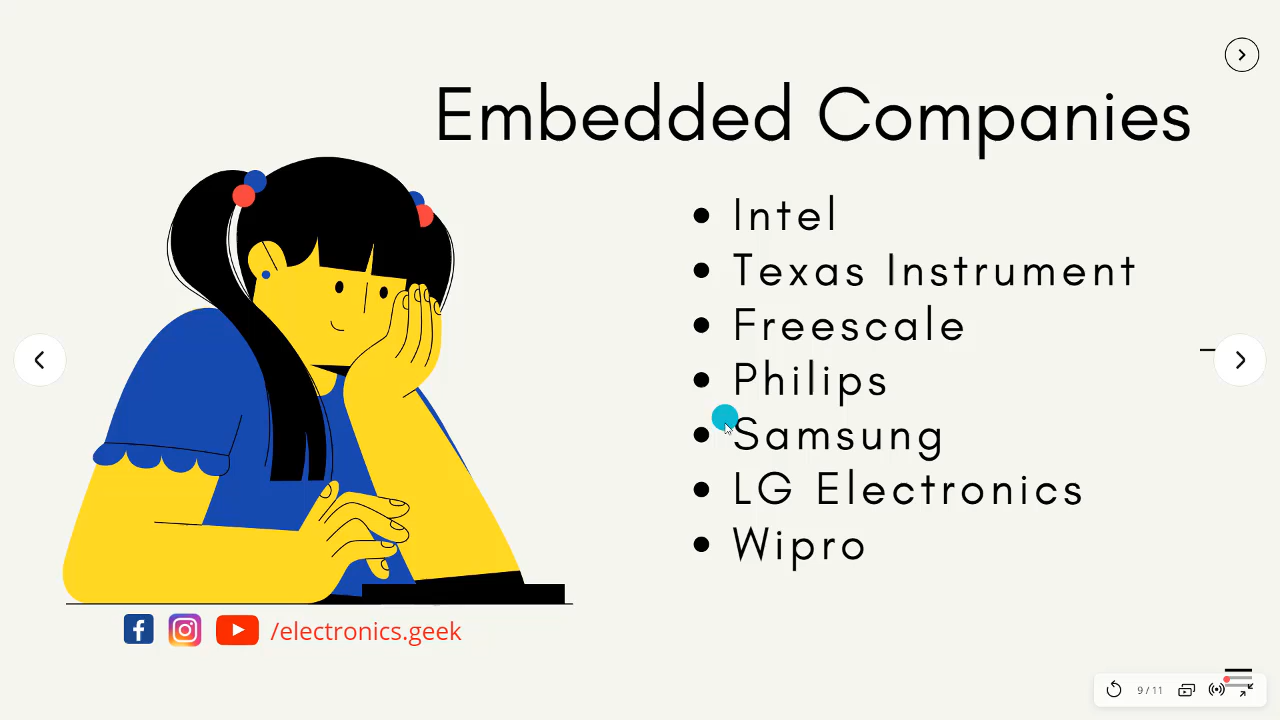 Embedded Companies
• Intel
• Texas Instrument
• Freescale
• Philips
• Samsung
• LG Electronics
• Wipro
/electronics.geek
9 / 11